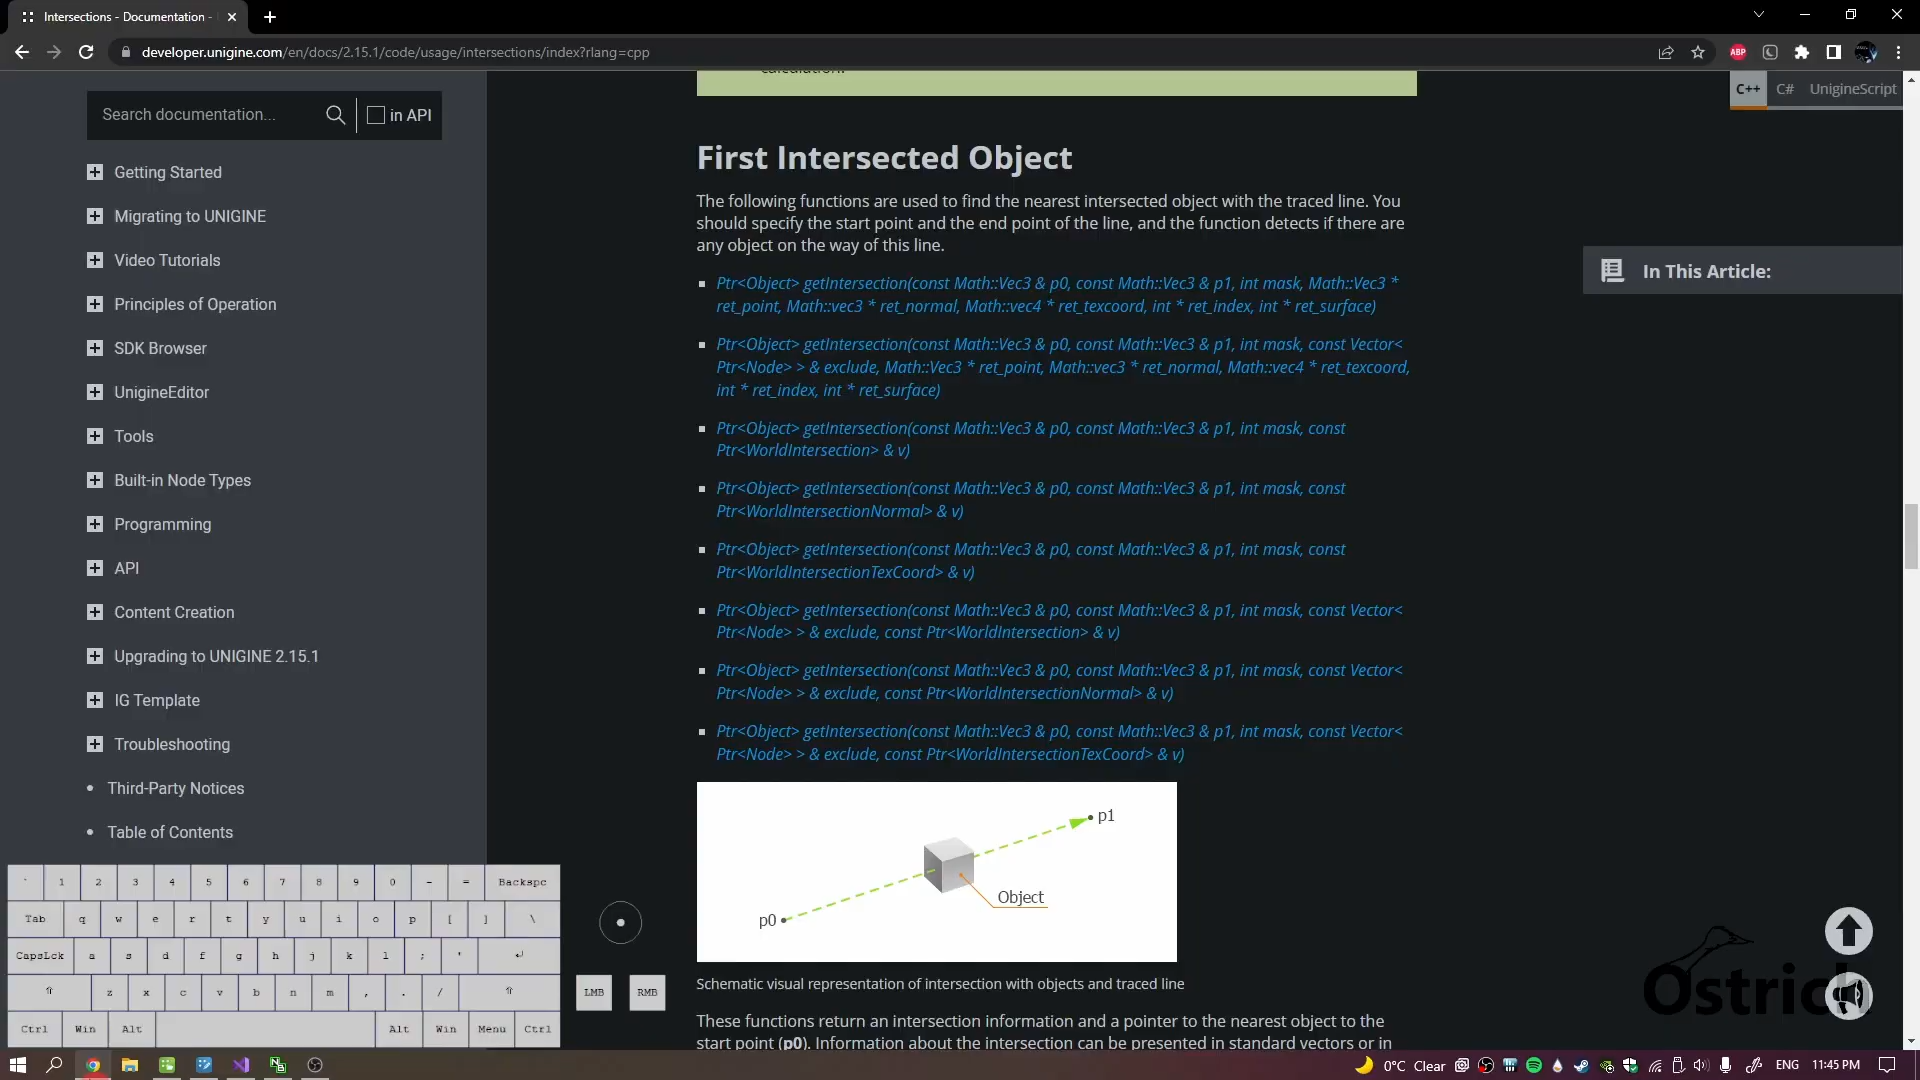 Intersections - Documentation -
developer.unigine.com/en/docs/2.15.1/code/usage/intersections/index?rlang=cpp
ABP
Search documentation...
in API
Getting Started
Migrating to UNIGINE
Video Tutorials
Principles of Operation
SDK Browser
UnigineEditor
Tools
Built-in Node Types
Programming
API
Content Creation
Upgrading to UNIGINE 2.15.1
IG Template
Troubleshooting
Third-Party Notices
Table of Contents
calculation.
C++ C# UnigineScript
First Intersected Object
The following functions are used to find the nearest intersected object with the traced line. You
should specify the start point and the end point of the line, and the function detects if there are
any object on the way of this line.
Ptr<Object> getIntersection(const Math::Vec3 & p0, const Math::Vec3 & p1, int mask, Math::Vec3 *
ret_point, Math::vec3 * ret_normal, Math::vec4 * ret_texcoord, int * ret_index, int * ret_surface)
Ptr<Object> getIntersection(const Math::Vec3 & p0, const Math::Vec3 & p1, int mask, const Vector<
Ptr<Node> > & exclude, Math::Vec3 * ret_point, Math::vec3 * ret_normal, Math::vec4 * ret_texcoord,
int * ret_index, int * ret_surface)
Ptr<Object> getIntersection(const Math::Vec3 & p0, const Math::Vec3 & p1, int mask, const
Ptr<WorldIntersection> & v)
Ptr<Object> getIntersection(const Math::Vec3 & p0, const Math::Vec3 & p1, int mask, const
Ptr<WorldIntersectionNormal> & v)
Ptr<Object> getIntersection(const Math::Vec3 & p0, const Math::Vec3 & p1, int mask, const
Ptr<WorldIntersectionTexCoord> & v)
Ptr<Object> getIntersection(const Math::Vec3 & p0, const Math::Vec3 & p1, int mask, const Vector<
Ptr<Node> > & exclude, const Ptr<WorldIntersection> & v)
Ptr<Object> getIntersection(const Math::Vec3 & p0, const Math::Vec3 & p1, int mask, const Vector<
Ptr<Node> > & exclude, const Ptr<WorldIntersectionNormal> & v)
Ptr<Object> getIntersection(const Math::Vec3 & p0, const Math::Vec3 & p1, int mask, const Vector<
Ptr<Node> > & exclude, const Ptr<WorldIntersectionTexCoord> & v)
p1
Object
p0
Schematic visual representation of intersection with objects and traced line
These functions return an intersection information and a pointer to the nearest object to the
start point (p0). Information about the intersection can be presented in standard vectors or in
In This Article:
` 1 2 3 4 5 6 7 8 9 0 - = Backspc
Tab q w e r t y u i o p [ ] \
CapsLck a s d f g h j k l ; ' ↵
⇧ z x c v b n m , . / ⇧
Ctrl Win Alt Alt Win Menu Ctrl
LMB RMB
0°C Clear
ENG 11:45 PM